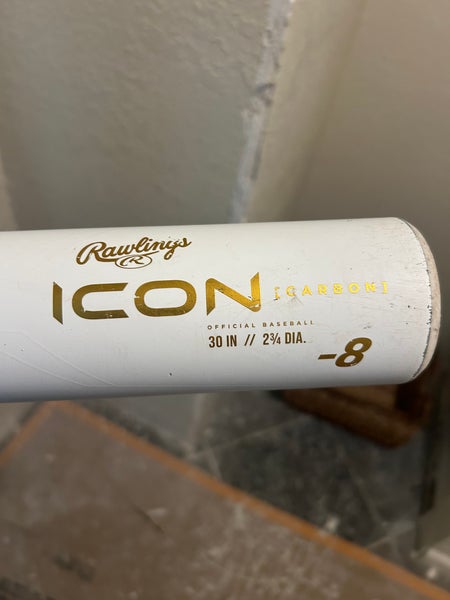 Rawlings
R
ICON [CARBON]
OFFICIAL BASEBALL
30 IN // 2¾ DIA.
-8